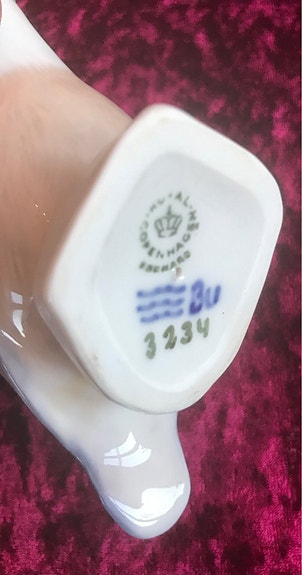 ROYAL
COPENHAGEN
DENMARK
BU
3234